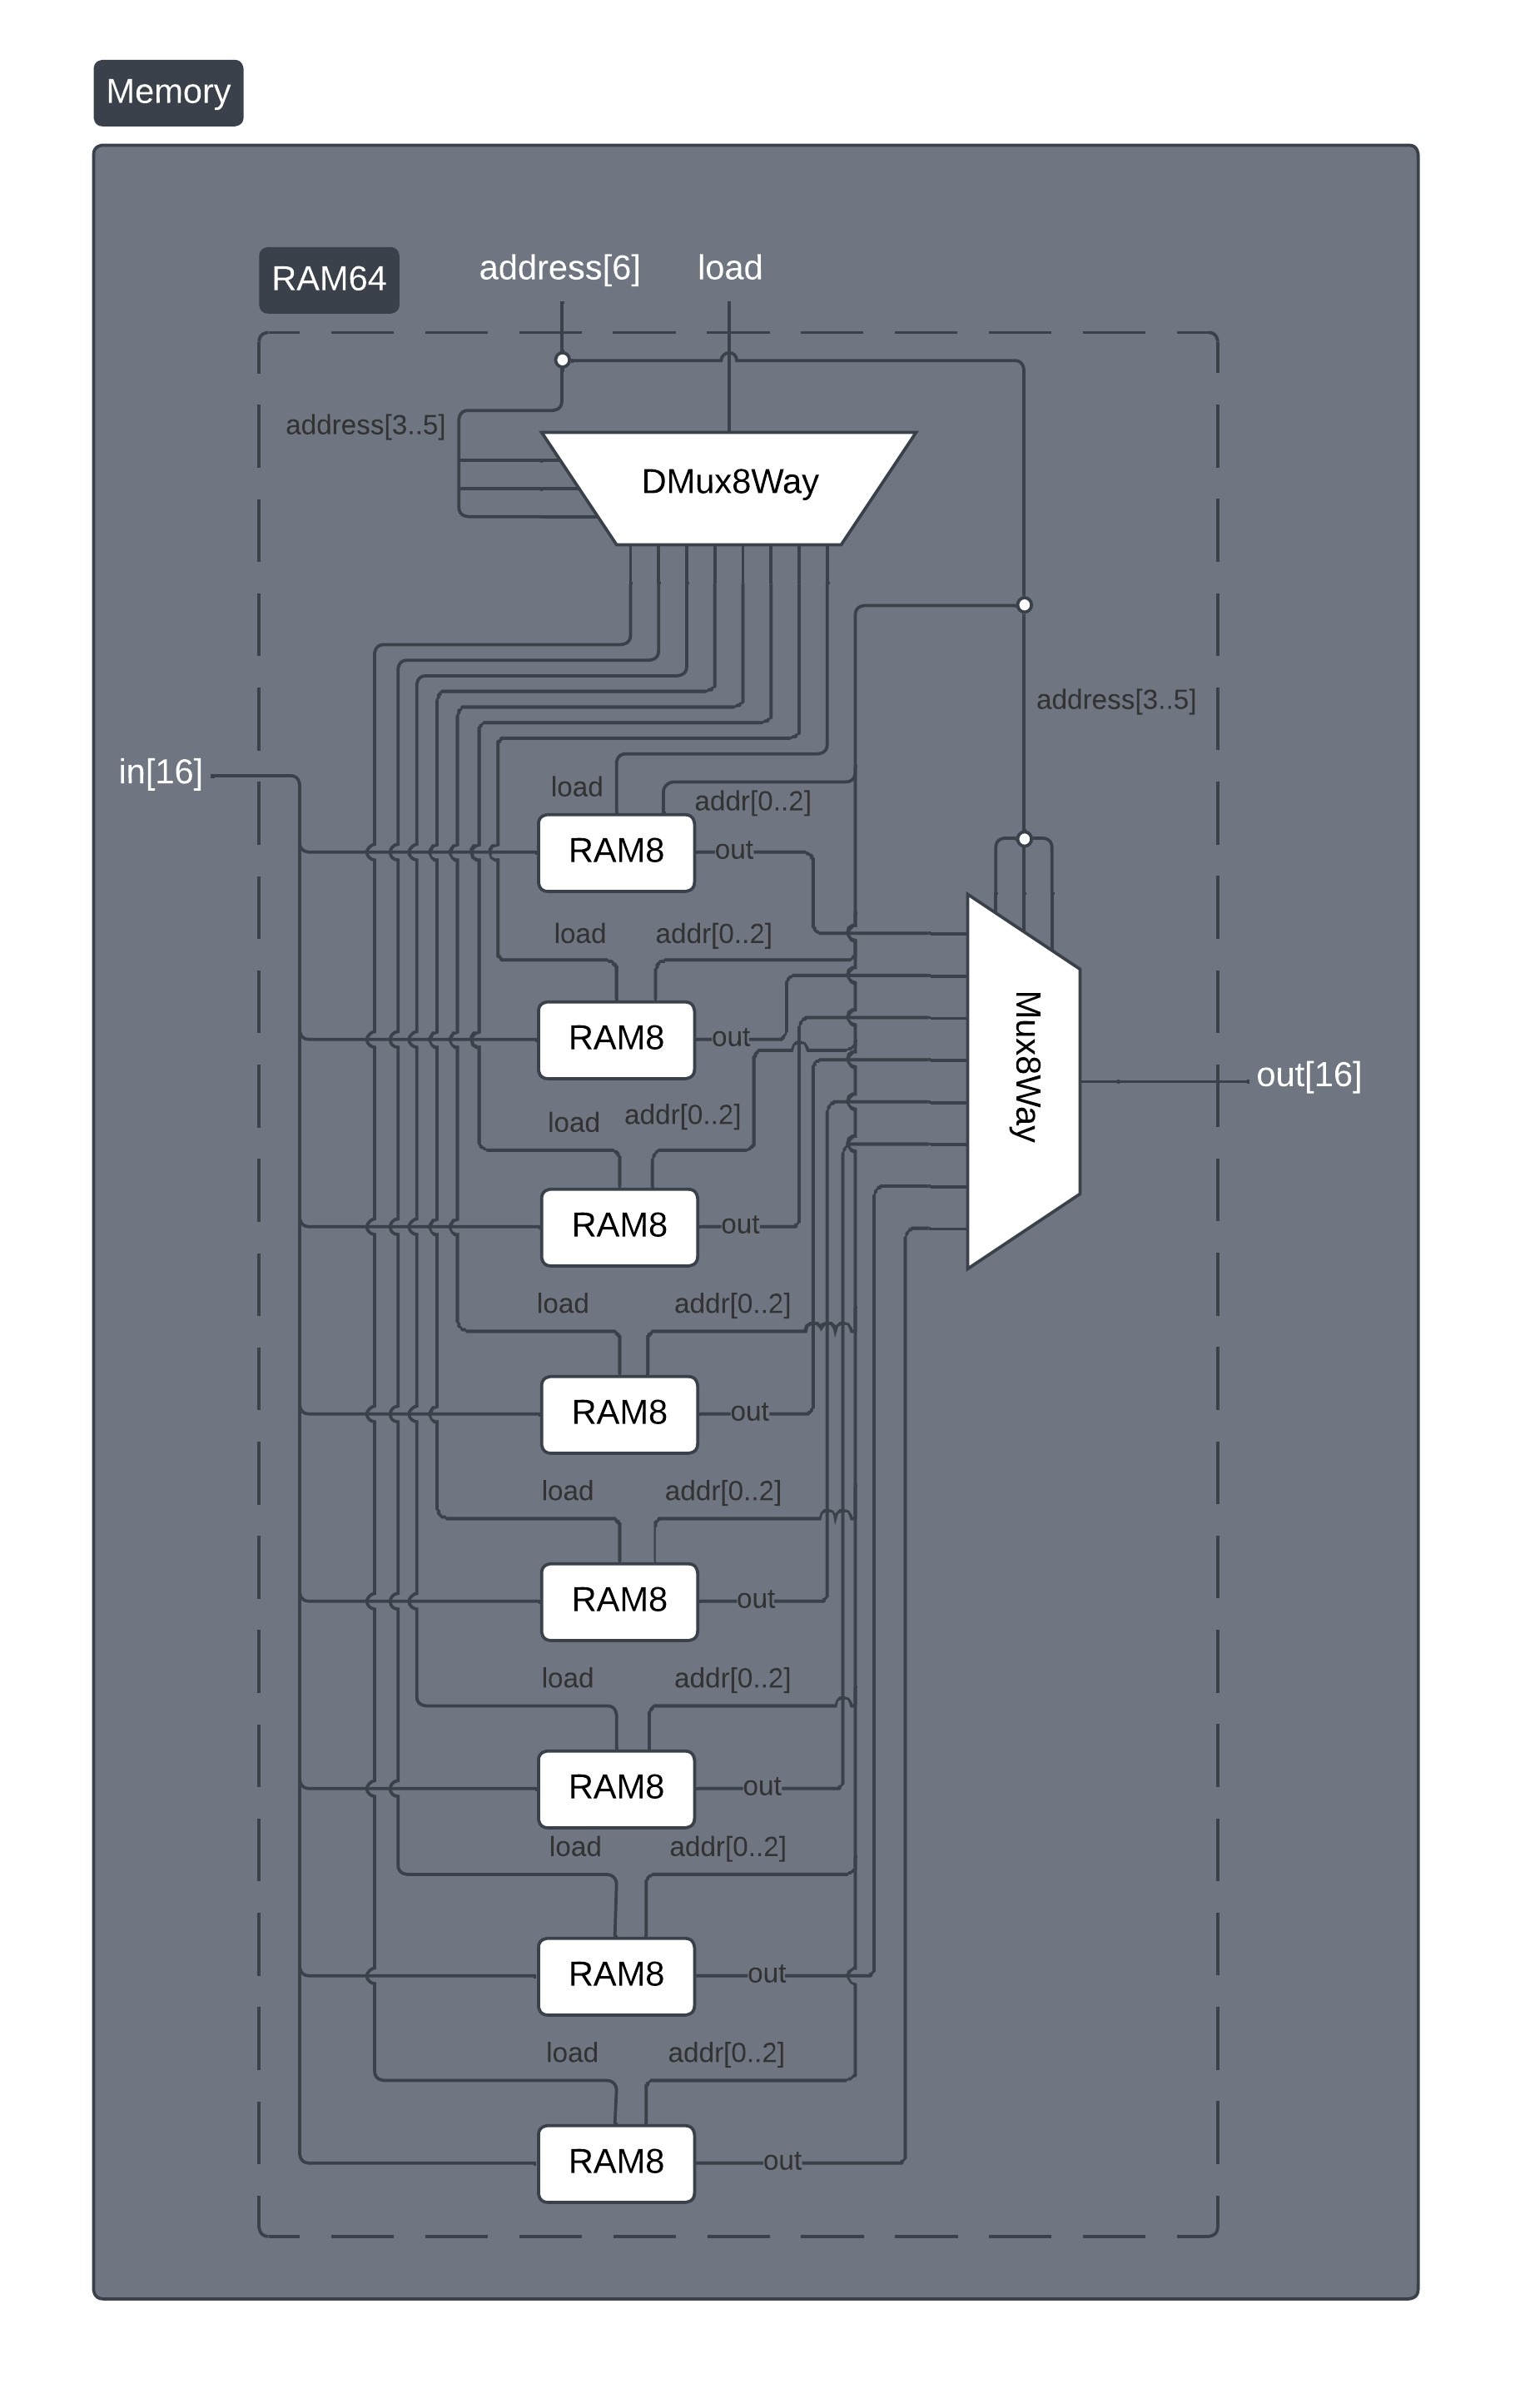 Memory
RAM64
address[6]
load
address[3..5]
DMux8Way
address[3..5]
in[16]
load
addr[0..2]
RAM8
out
load
addr[0..2]
RAM8
out
Mux8Way
out[16]
load
addr[0..2]
RAM8
out
load
addr[0..2]
RAM8
out
load
addr[0..2]
RAM8
out
load
addr[0..2]
RAM8
out
load
addr[0..2]
RAM8
out
load
addr[0..2]
RAM8
out